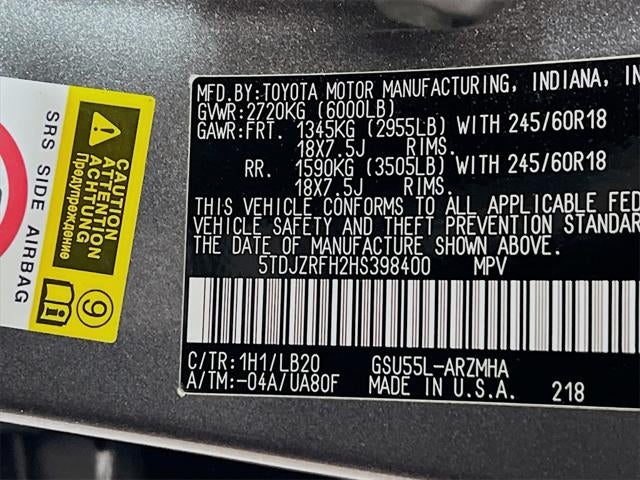 MFD.BY:TOYOTA MOTOR MANUFACTURING, INDIANA, IN
GVWR:2720KG (6000LB)
GAWR:FRT. 1345KG (2955LB) WITH 245/60R18
18X7.5J RIMS.
RR. 1590KG (3505LB) WITH 245/60R18
18X7.5J RIMS.
THIS VEHICLE CONFORMS TO ALL APPLICABLE FED
VEHICLE SAFETY AND THEFT PREVENTION STANDAR
THE DATE OF MANUFACTURE SHOWN ABOVE.
5TDJZRFH2HS398400 MPV
C/TR:1H1/LB20 GSU55L-ARZMHA
A/TM:-04A/UA80F MADE IN U.S.A. 218
SRS SIDE AIRBAG
CAUTION
ATTENTION
ACHTUNG
Предупреждение
i
9